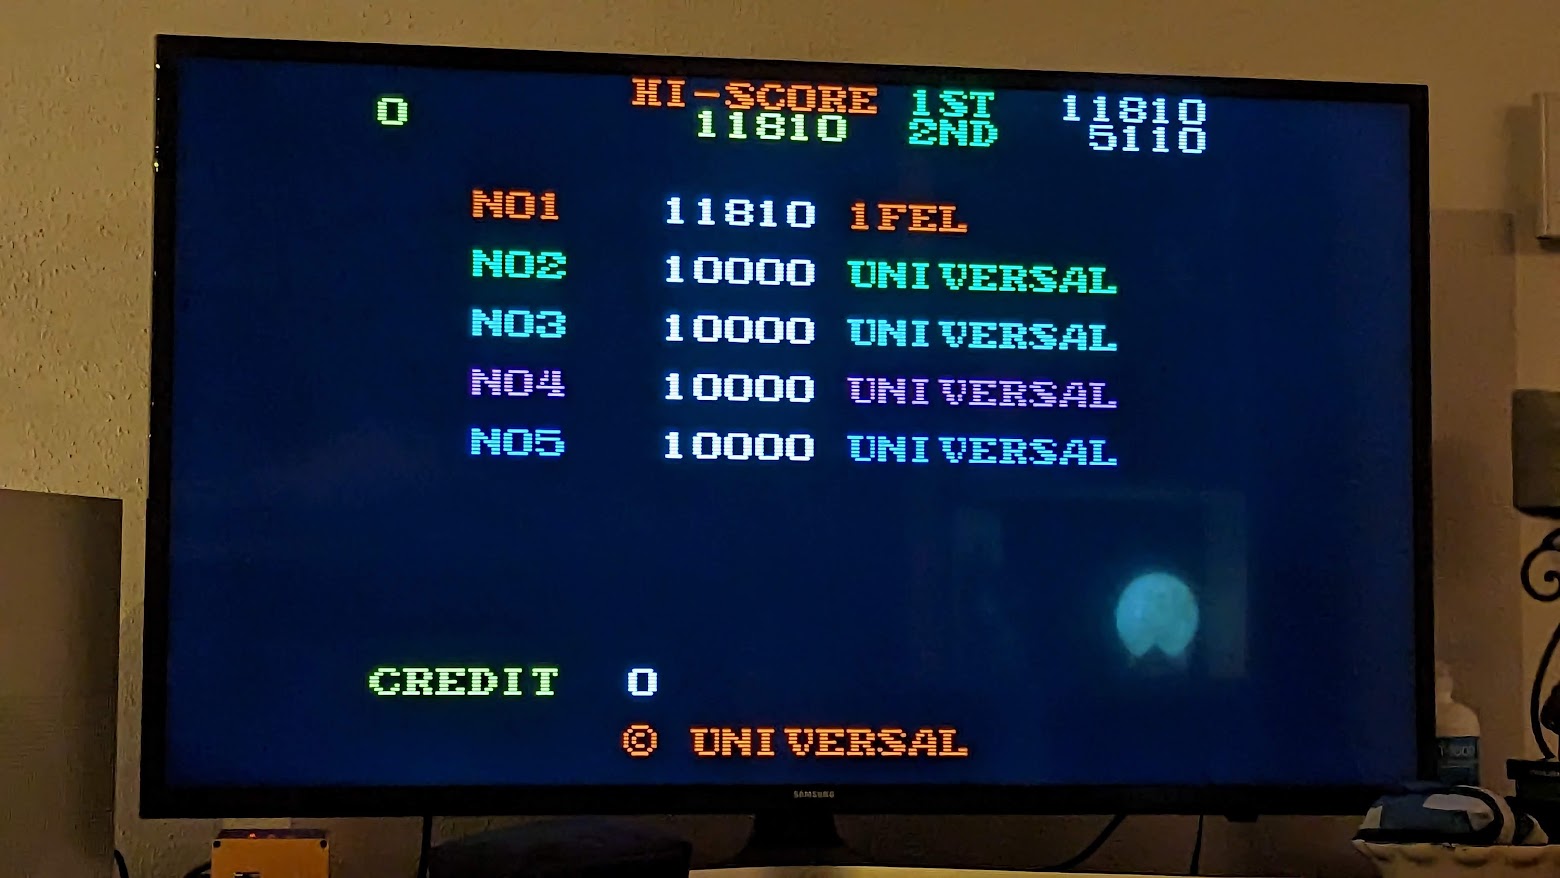 HI-SCORE 1ST 11810
0 11810 2ND 5110
NO1 11810 1FEL
NO2 10000 UNIVERSAL
NO3 10000 UNIVERSAL
NO4 10000 UNIVERSAL
NO5 10000 UNIVERSAL
CREDIT 0
© UNIVERSAL
SAMSUNG